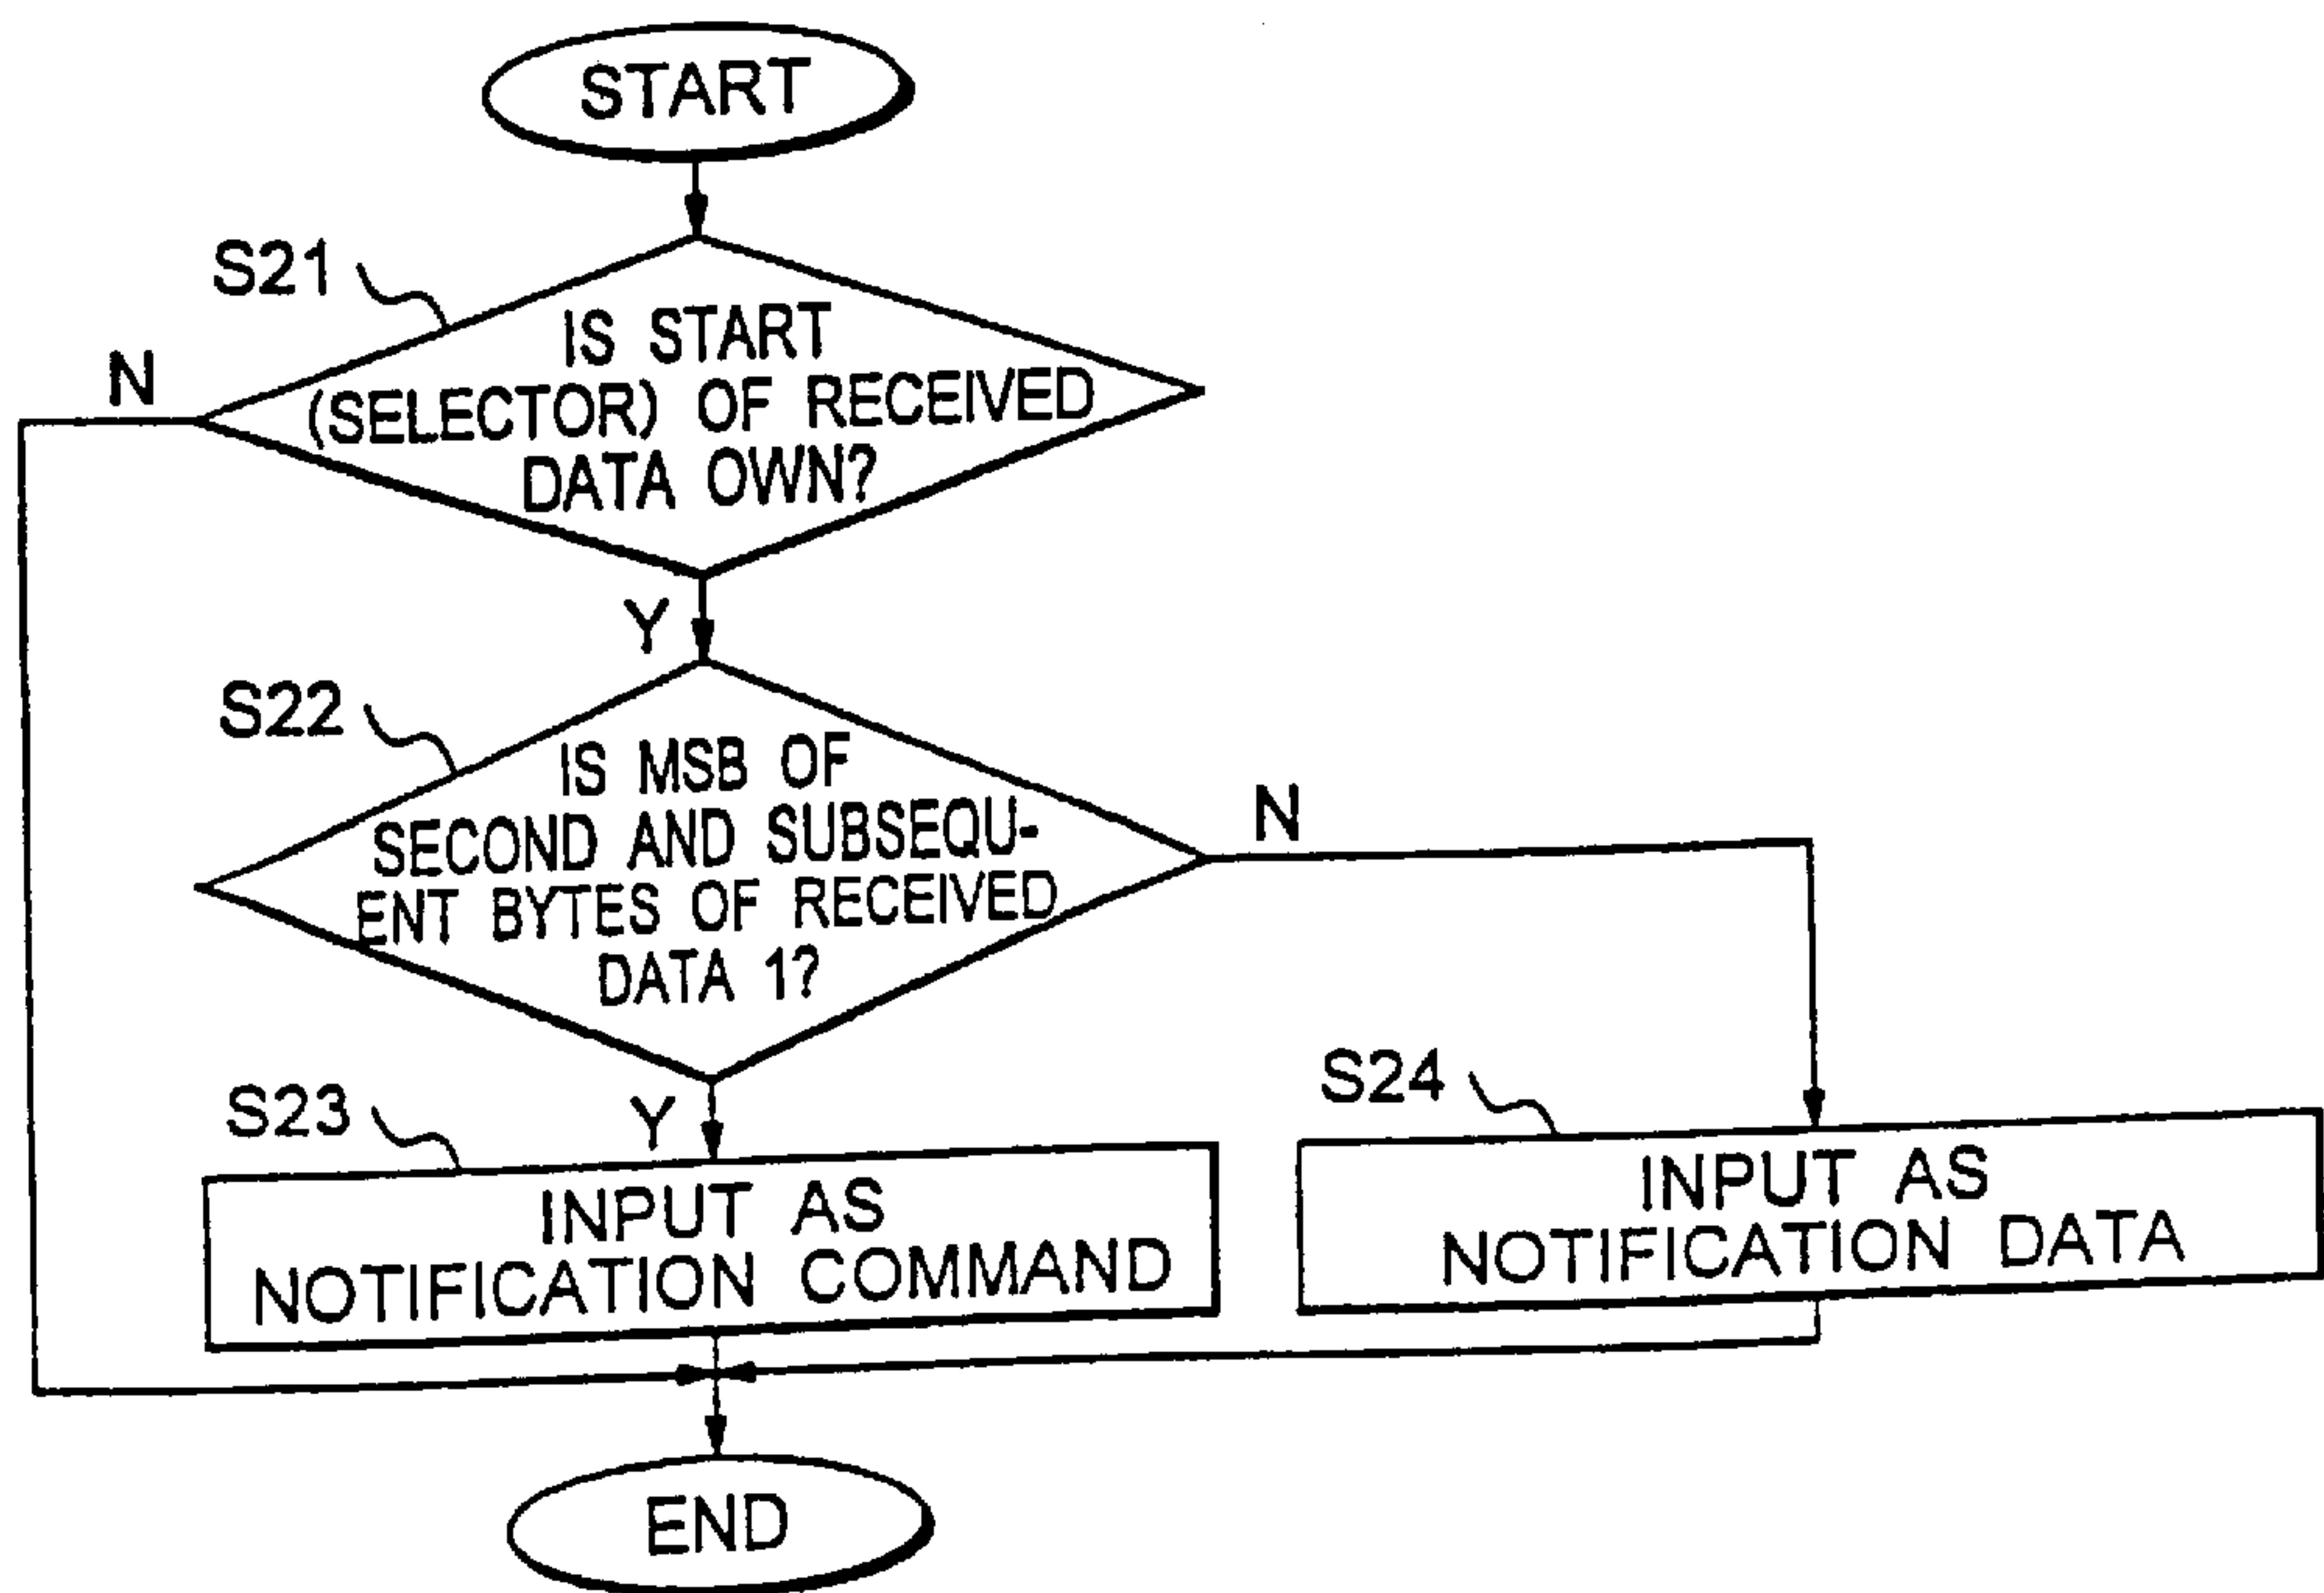 START
S21
N
IS START
(SELECTOR) OF RECEIVED
DATA OWN?
Y
S22
IS MSB OF
SECOND AND SUBSEQU-
ENT BYTES OF RECEIVED
DATA 1?
N
S23
Y
S24
INPUT AS
NOTIFICATION COMMAND
INPUT AS
NOTIFICATION DATA
END